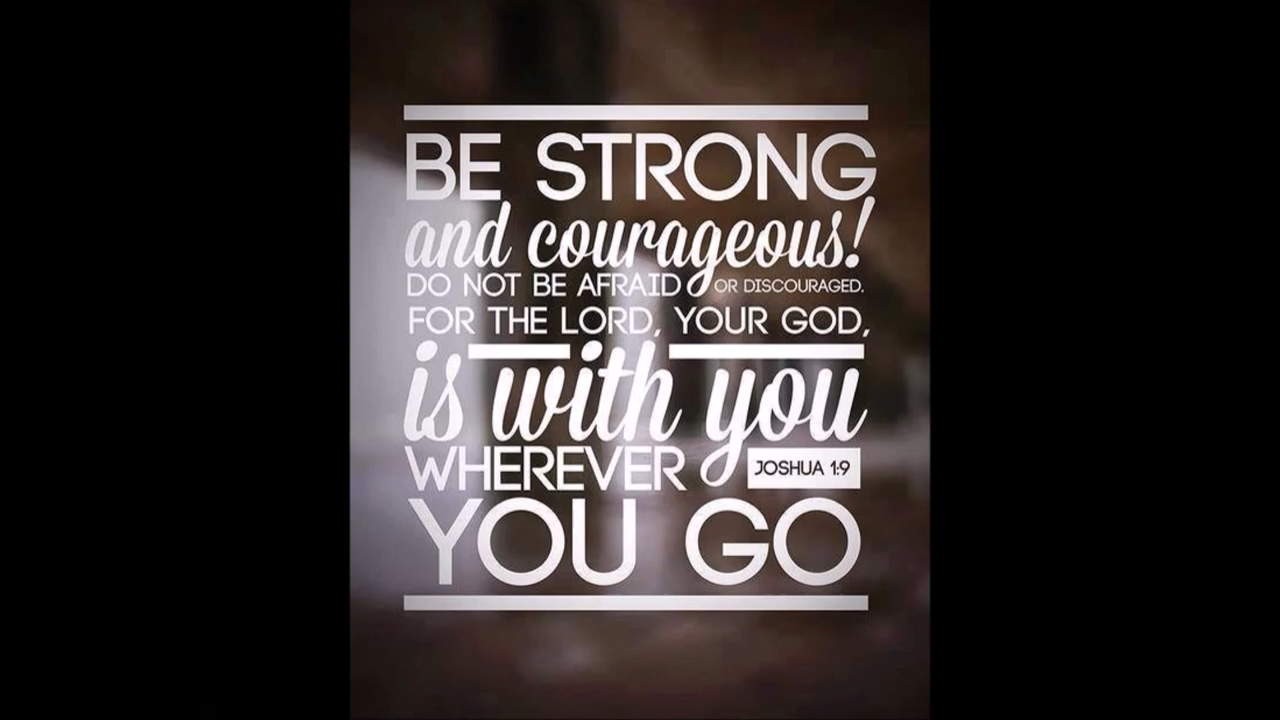 BE STRONG
and courageous!
DO NOT BE AFRAID OR DISCOURAGED.
FOR THE LORD, YOUR GOD,
is with you
WHEREVER JOSHUA 1:9
YOU GO